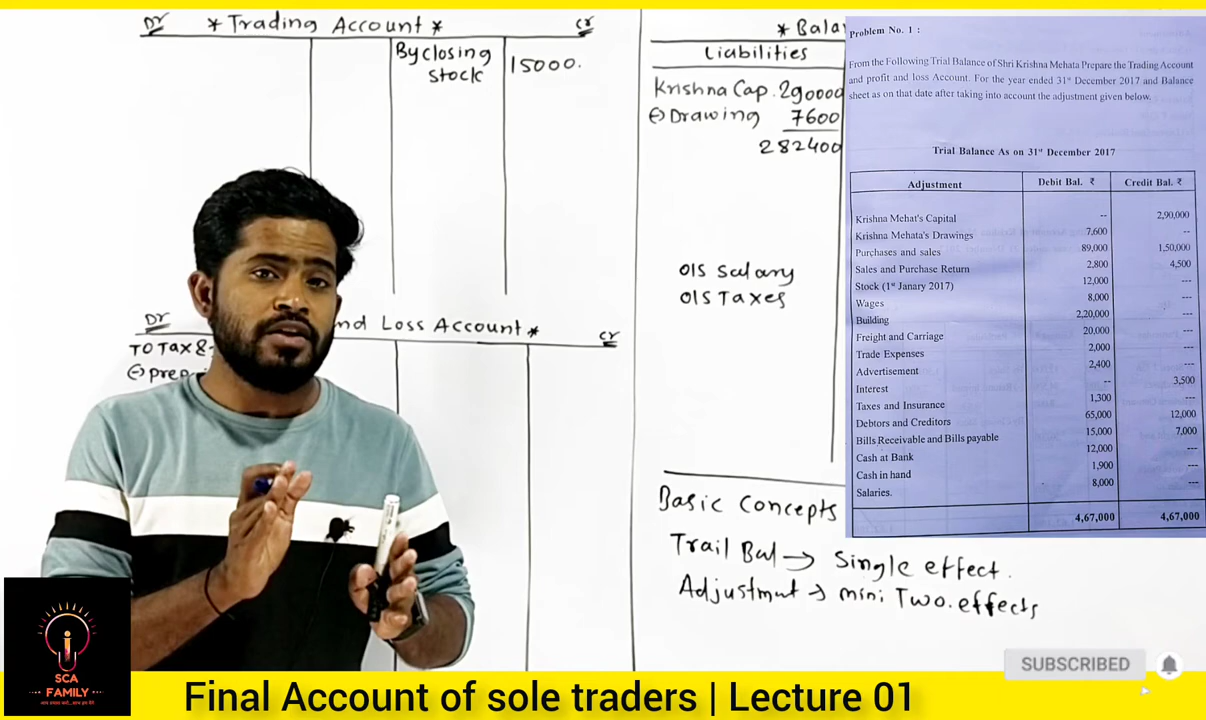 Dr * Trading Account * Cr
By closing
stock 15000.
* Bala
Liabilities
Krishna Cap. 290000
(-) Drawing 7600
282400
O/S Salary
O/S Taxes
Dr nd Loss Account * Cr
TO Tax &
(-) prep
Basic Concepts
Trail Bal → Single effect.
Adjustmut → mini Two. effects
Problem No. 1 :
From the Following Trial Balance of Shri Krishna Mehata Prepare the Trading Account
and profit and loss Account. For the year ended 31st December 2017 and Balance
sheet as on that date after taking into account the adjustment given below.
Trial Balance As on 31st December 2017
Adjustment Debit Bal. ₹ Credit Bal. ₹
Krishna Mehat's Capital -- 2,90,000
Krishna Mehata's Drawings 7,600 --
Purchases and sales 89,000 1,50,000
Sales and Purchase Return 2,800 4,500
Stock (1st Janary 2017) 12,000 ---
Wages 8,000 ---
Building 2,20,000 ---
Freight and Carriage 20,000 ---
Trade Expenses 2,000 ---
Advertisement 2,400 ---
Interest -- 3,500
Taxes and Insurance 1,300 ---
Debtors and Creditors 65,000 12,000
Bills Receivable and Bills payable 15,000 7,000
Cash at Bank 12,000 ---
Cash in hand 1,900 ---
Salaries. 8,000 ---
4,67,000 4,67,000
SCA
FAMILY
SUBSCRIBED
Final Account of sole traders | Lecture 01